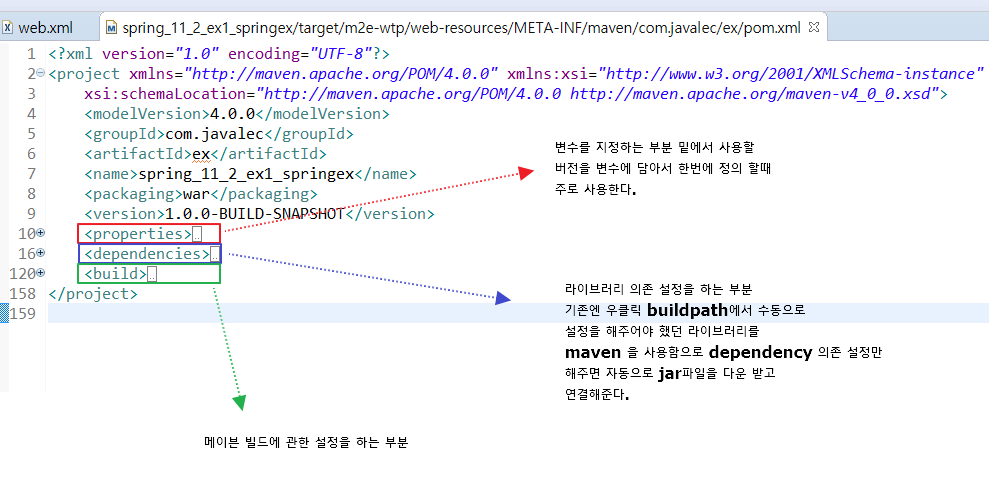 web.xml
spring_11_2_ex1_springex/target/m2e-wtp/web-resources/META-INF/maven/com.javalec/ex/pom.xml
1 <?xml version="1.0" encoding="UTF-8"?>
2 <project xmlns="http://maven.apache.org/POM/4.0.0" xmlns:xsi="http://www.w3.org/2001/XMLSchema-instance"
3 xsi:schemaLocation="http://maven.apache.org/POM/4.0.0 http://maven.apache.org/maven-v4_0_0.xsd">
4 <modelVersion>4.0.0</modelVersion>
5 <groupId>com.javalec</groupId>
6 <artifactId>ex</artifactId>
7 <name>spring_11_2_ex1_springex</name>
8 <packaging>war</packaging>
9 <version>1.0.0-BUILD-SNAPSHOT</version>
10 <properties>..
16 <dependencies>..
120 <build>..
158 </project>
159
변수를 지정하는 부분 밑에서 사용할
버전을 변수에 담아서 한번에 정의 할때
주로 사용한다.
라이브러리 의존 설정을 하는 부분
기존엔 우클릭 buildpath에서 수동으로
설정을 해주어야 했던 라이브러리를
maven 을 사용함으로 dependency 의존 설정만
해주면 자동으로 jar파일을 다운 받고
연결해준다.
메이븐 빌드에 관한 설정을 하는 부분